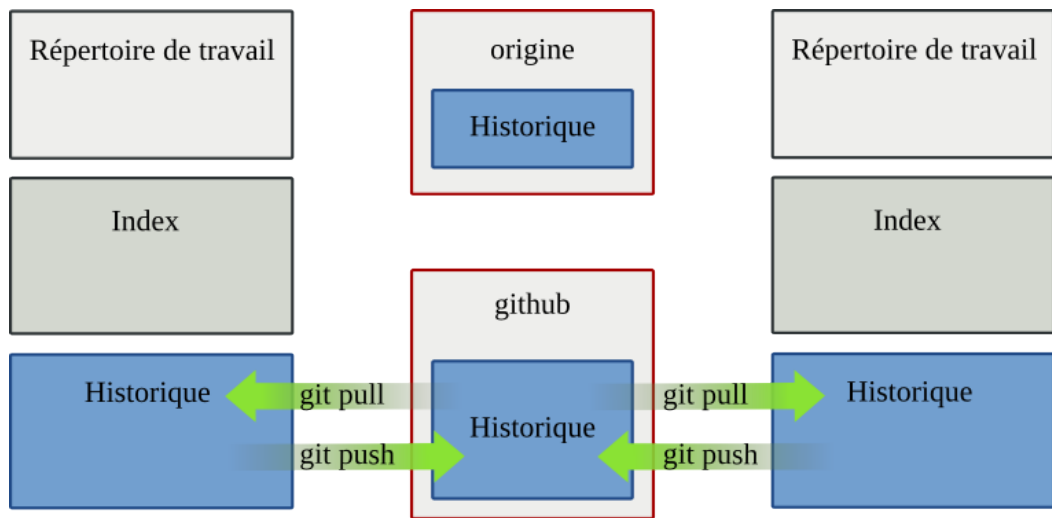 Répertoire de travail
origine
Répertoire de travail
Historique
Index
Index
github
Historique
git pull
git pull
Historique
Historique
git push
git push